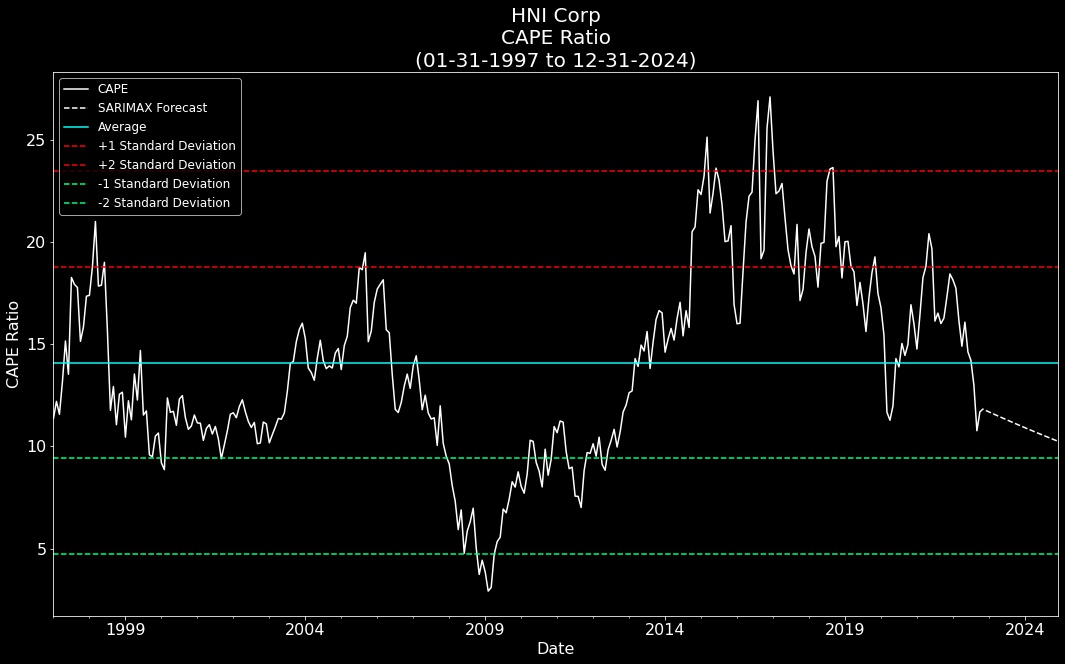 HNI Corp
CAPE Ratio
(01-31-1997 to 12-31-2024)
CAPE
SARIMAX Forecast
Average
+1 Standard Deviation
+2 Standard Deviation
-1 Standard Deviation
-2 Standard Deviation
CAPE Ratio
25
20
15
10
5
1999
2004
2009
2014
2019
2024
Date